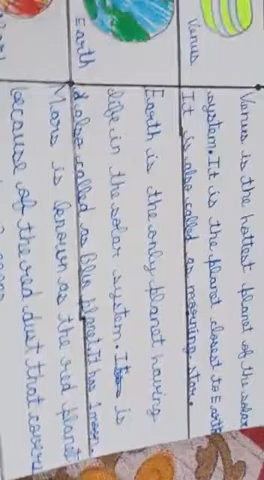 Venus
Venus is the hottest planet of the solar
system. It is the planet closest to Earth
It is also called as morning star.
Earth
Earth is the only planet having
life in the solar system. It is
also called as Blue planet. It has 1 moon.
Mars is known as the red planet
because of the red dust that covers